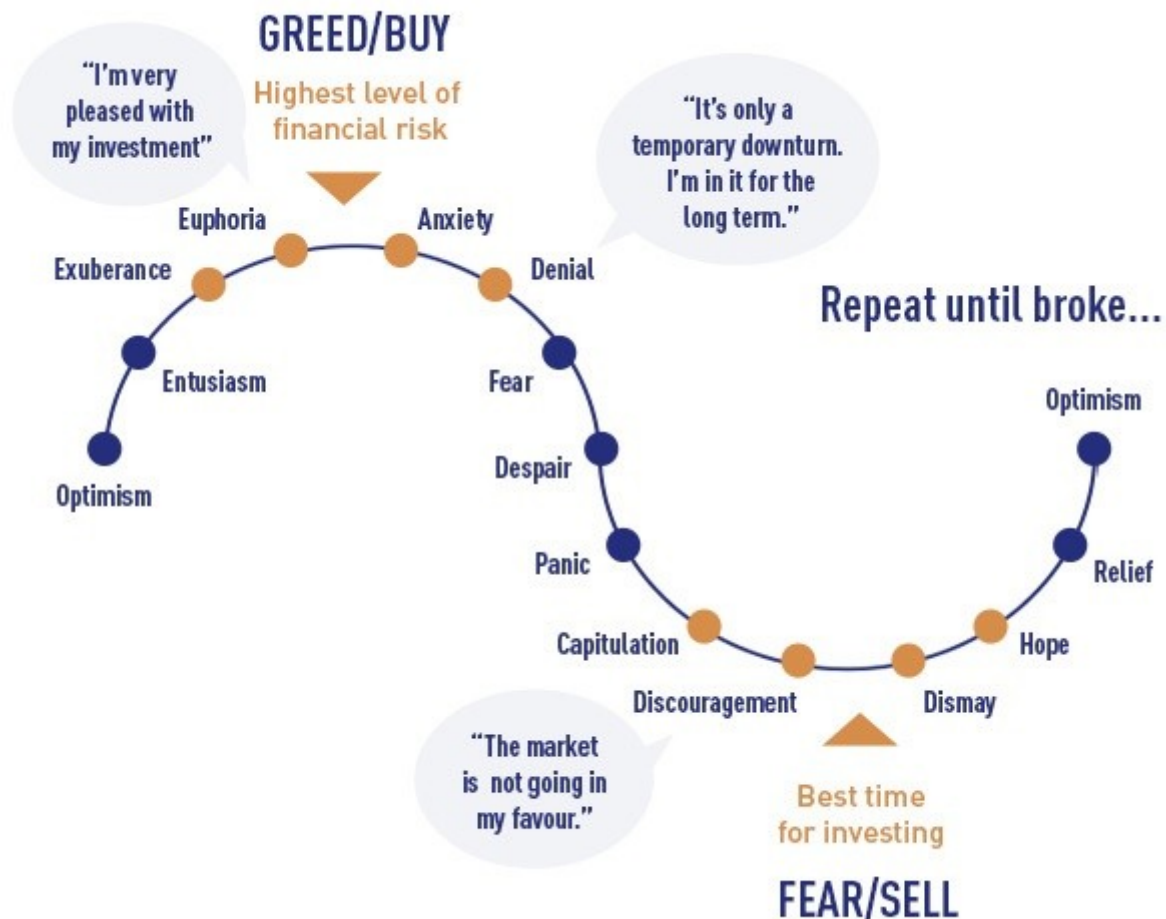 GREED/BUY
“I’m very
pleased with
my investment”
Highest level of
financial risk
“It’s only a
temporary downturn.
I’m in it for the
long term.”
Euphoria
Anxiety
Exuberance
Denial
Repeat until broke...
Entusiasm
Fear
Optimism
Optimism
Despair
Panic
Relief
Capitulation
Hope
Discouragement
Dismay
“The market
is not going in
my favour.”
Best time
for investing
FEAR/SELL